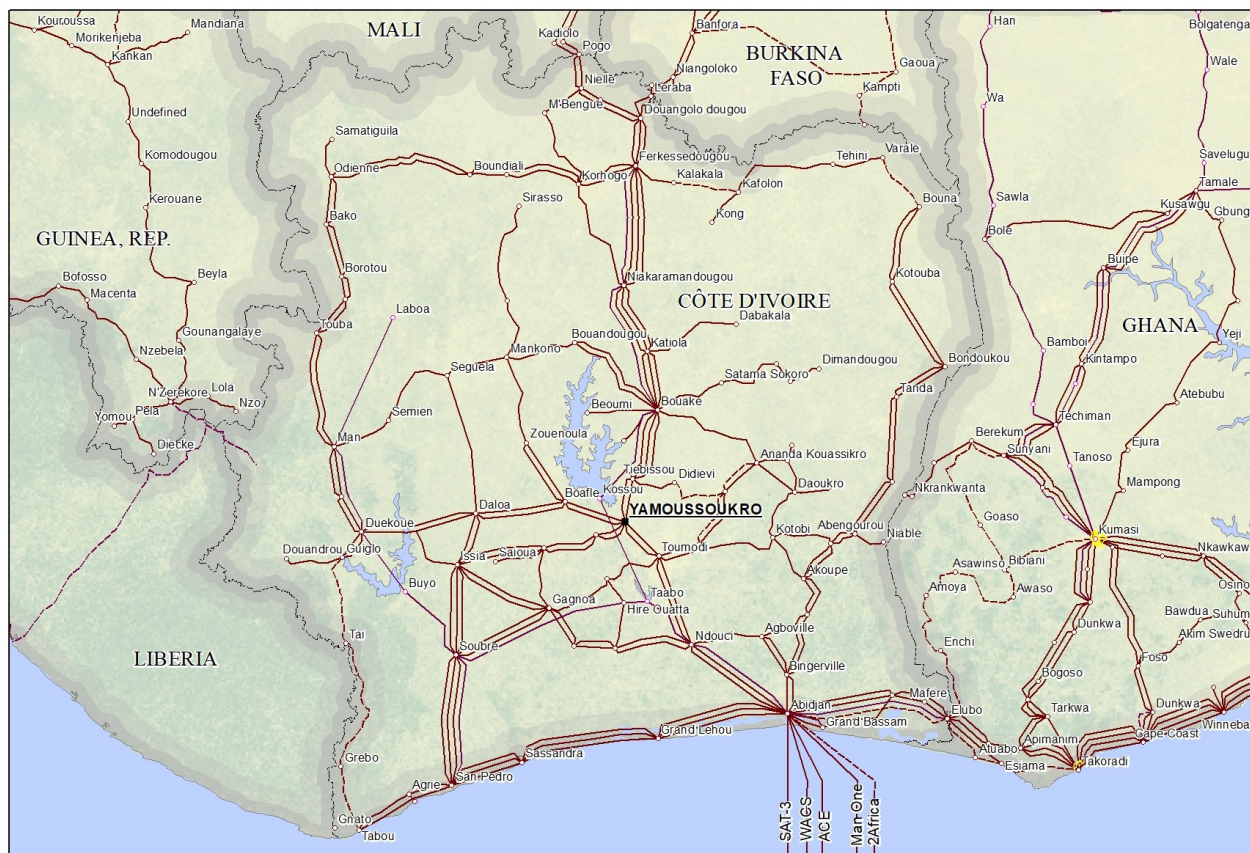 Kouroussa
Mandiana
MALI
Kadiolo
Pogo
Banfora
Han
Bolgatenga
Morikenjeba
Kankan
BURKINA
FASO
Gaoua
Wale
Nielle
Niangoloko
Leraba
Kampti
Wa
M'Bengue
Douangolo dougou
Undefined
Samatiguila
Ferkessedougou
Tehini
Varale
Komodougou
Odienne
Boundiali
Korhogo
Kalakala
Kafolon
Savelugu
Tamale
Kerouane
Sirasso
Bouna
Sawla
Kusawgu
Gbung
Bako
Kong
Bole
GUINEA, REP.
Borotou
Niakaramandougou
Kotouba
Buipe
Bofosso
Beyla
Macenta
Laboa
CÔTE D'IVOIRE
Dabakala
GHANA
Gounangalaye
Touba
Bouandougou
Katiola
Bamboi
Yeji
Nzebela
Mankono
Dimandougou
Bondoukou
Kintampo
Seguela
Satama Sokoro
N'Zerekore
Lola
Nzo
Tanda
Atebubu
Yomou
Pela
Semien
Beoumi
Bouake
Techiman
Diecke
Man
Zouenoula
Berekum
Sunyani
Ejura
Ananda Kouassikro
Tanoso
Tiebissou
Didievi
Boafle
Kossou
Daoukro
Nkrankwanta
Mampong
Daloa
YAMOUSSOUKRO
Duekoue
Kotobi
Abengourou
Goaso
Kumasi
Douandrou
Guiglo
Issia
Saioua
Toumodi
Niable
Bibiani
Nkawkaw
Buyo
Akoupe
Asawinso
Osino
Taabo
Amoya
Awaso
Gagnoa
Hire Ouatta
Bawdua
Suhum
Tai
Agboville
Dunkwa
Akim Swedru
Soubre
Ndouci
Enchi
LIBERIA
Bingerville
Bogoso
Foso
Abidjan
Mafere
Elubo
Tarkwa
Dunkwa
Grand Lehou
Grand Bassam
Winneba
Cape Coast
Sassandra
Atuabo
Apimanim
Grebo
Esiama
Takoradi
Agrie
San Pedro
Gnato
Tabou
SAT-3
WACS
ACE
Man-One
2Africa